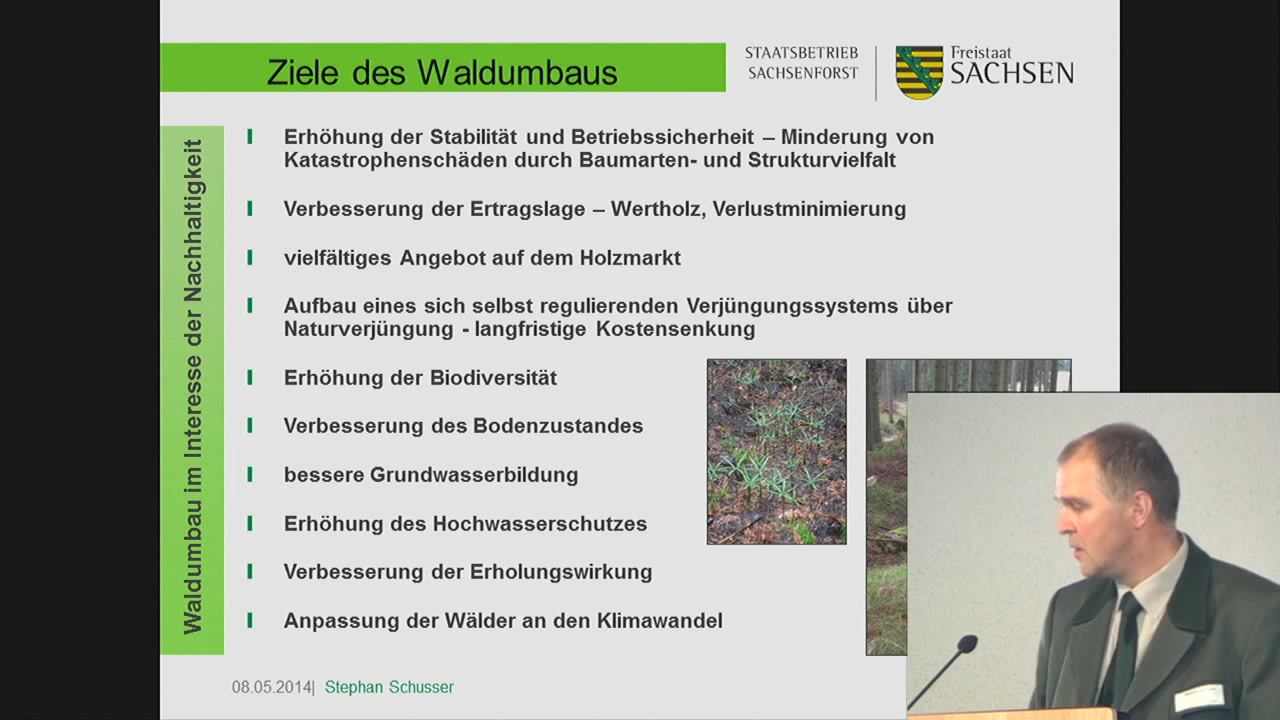 Ziele des Waldumbaus
STAATSBETRIEB
SACHSENFORST
Freistaat
SACHSEN
Waldumbau im Interesse der Nachhaltigkeit
Erhöhung der Stabilität und Betriebssicherheit – Minderung von
Katastrophenschäden durch Baumarten- und Strukturvielfalt
Verbesserung der Ertragslage – Wertholz, Verlustminimierung
vielfältiges Angebot auf dem Holzmarkt
Aufbau eines sich selbst regulierenden Verjüngungssystems über
Naturverjüngung - langfristige Kostensenkung
Erhöhung der Biodiversität
Verbesserung des Bodenzustandes
bessere Grundwasserbildung
Erhöhung des Hochwasserschutzes
Verbesserung der Erholungswirkung
Anpassung der Wälder an den Klimawandel
08.05.2014| Stephan Schusser